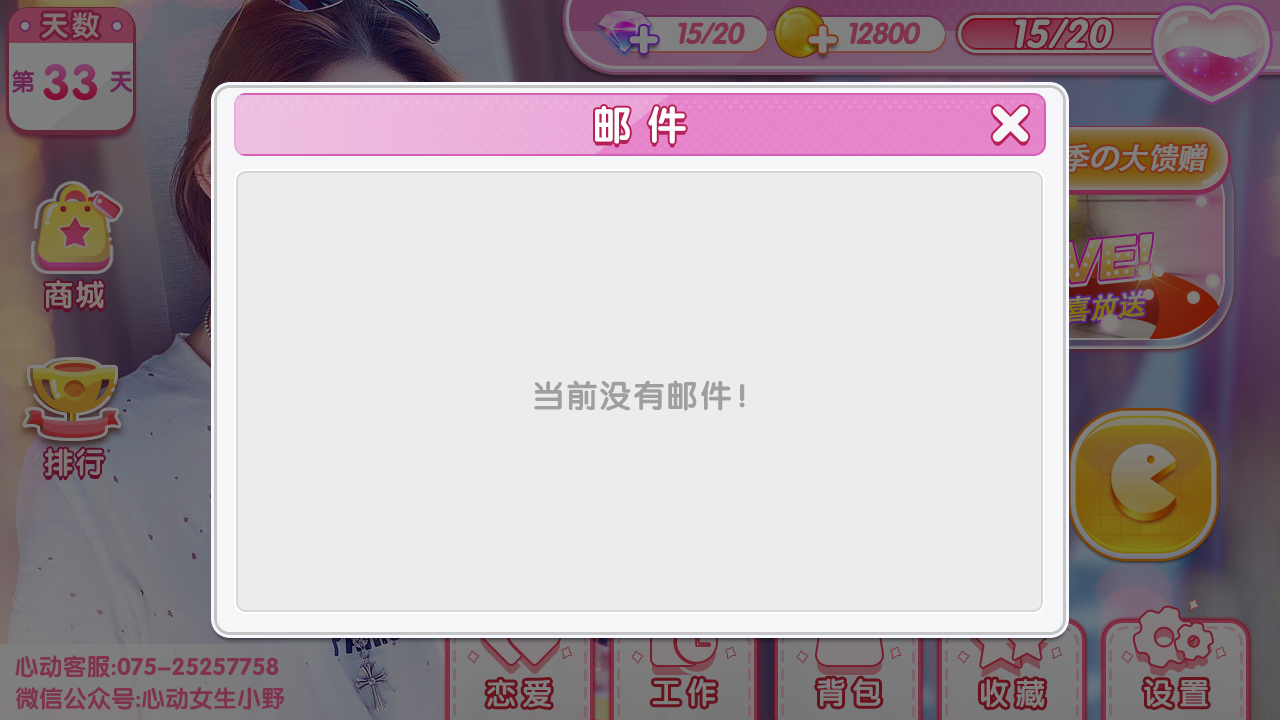 天数
第 33 天
15/20
12800
15/20
邮件
季の大馈赠
VE!
喜放送
商城
当前没有邮件!
排行
心动客服:075-25257758
微信公众号:心动女生小野
恋爱
工作
背包
收藏
设置